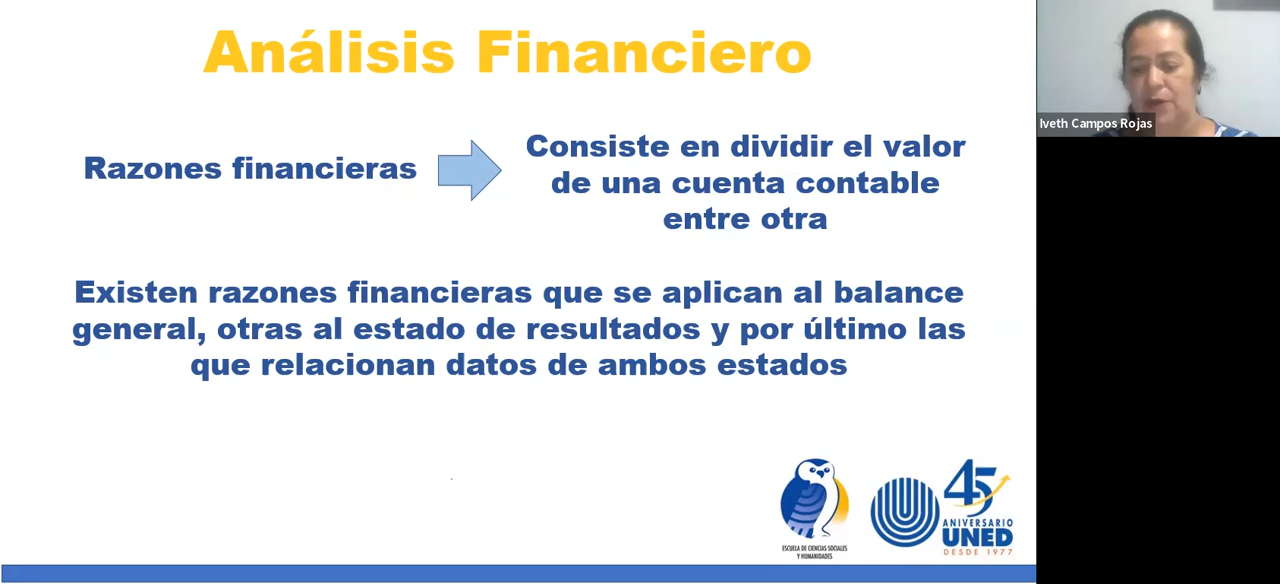 Análisis Financiero
Razones financieras
Consiste en dividir el valor
de una cuenta contable
entre otra
Existen razones financieras que se aplican al balance
general, otras al estado de resultados y por último las
que relacionan datos de ambos estados
ESCUELA DE CIENCIAS SOCIALES
Y HUMANIDADES
45
ANIVERSARIO
UNED
DESDE 1977
Iveth Campos Rojas